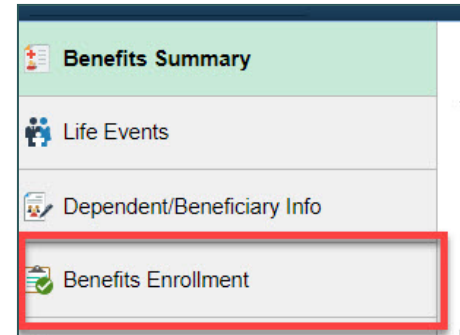 Benefits Summary
Life Events
Dependent/Beneficiary Info
Benefits Enrollment